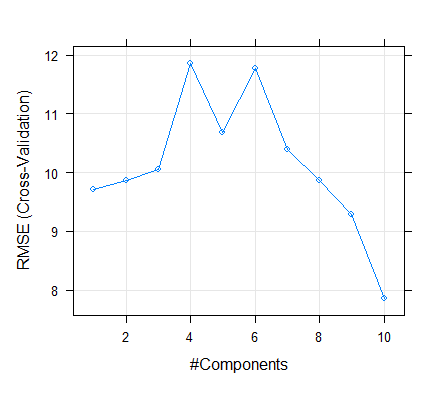 12
11
10
9
8
RMSE (Cross-Validation)
2 4 6 8 10
#Components